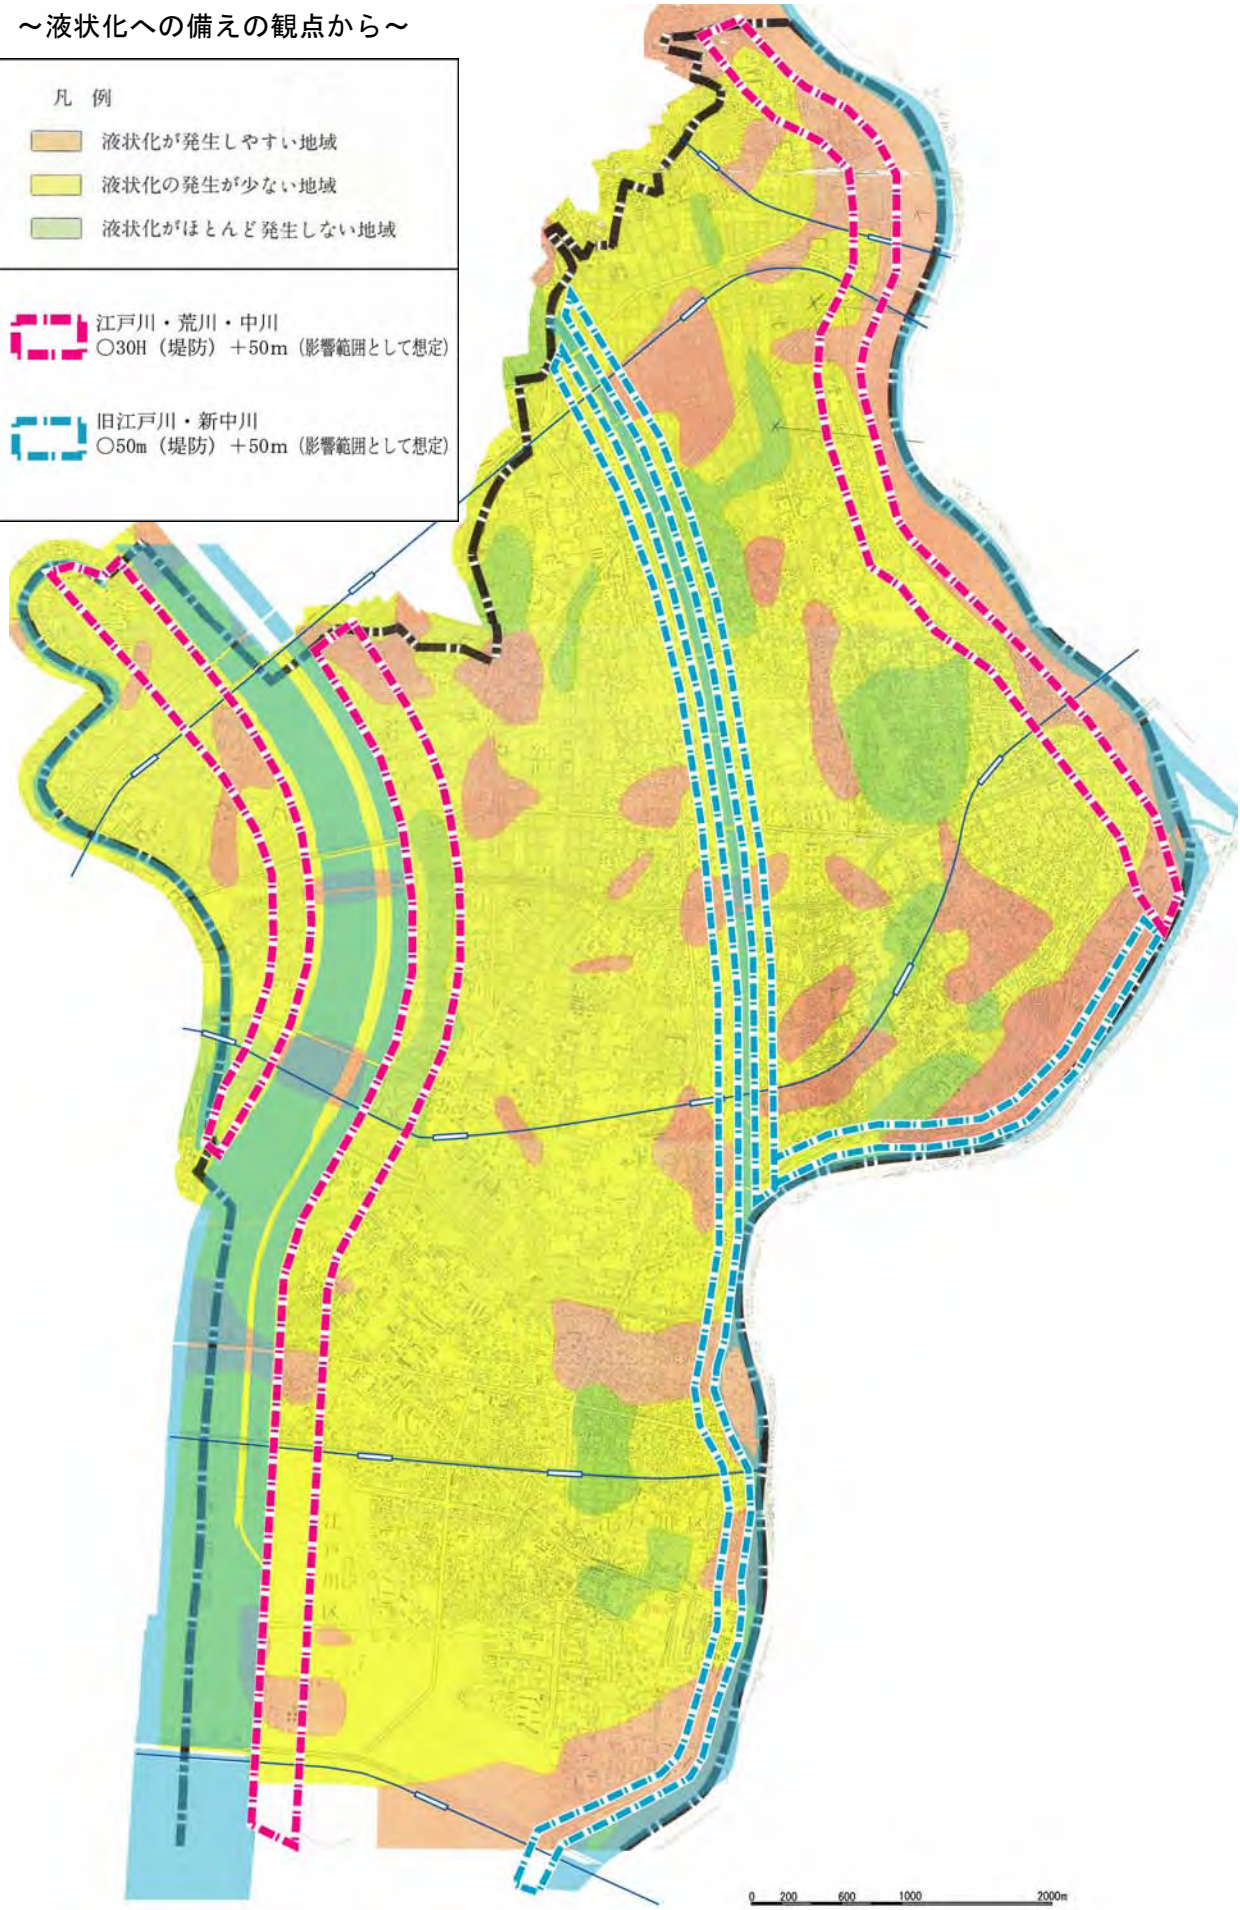 ～液状化への備えの観点から～
凡 例
液状化が発生しやすい地域
液状化の発生が少ない地域
液状化がほとんど発生しない地域
江戸川・荒川・中川
○30H（堤防）＋50m（影響範囲として想定）
旧江戸川・新中川
○50m（堤防）＋50m（影響範囲として想定）
江
戸
川
区
江戸川区
0 200 600 1000 2000m